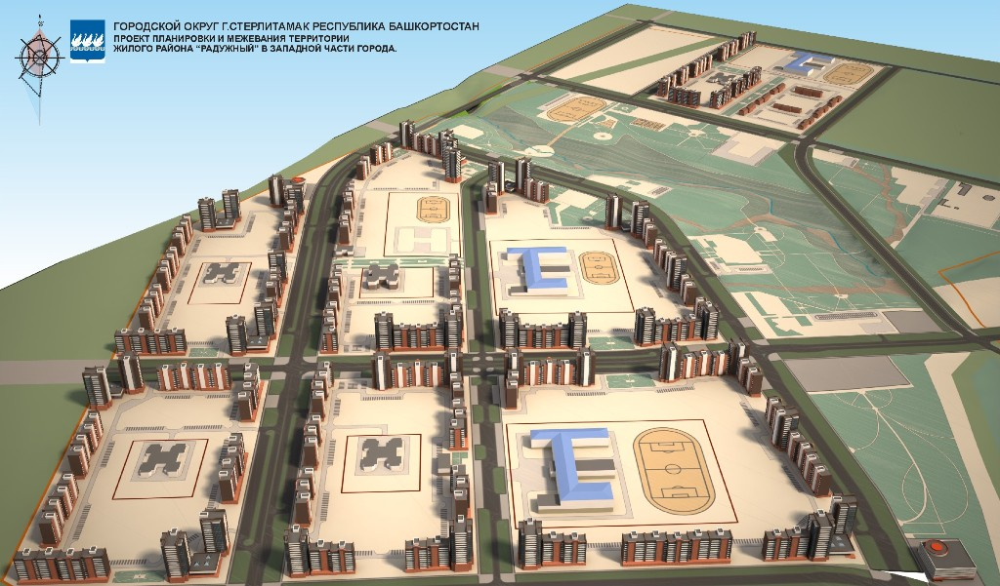 ГОРОДСКОЙ ОКРУГ Г.СТЕРЛИТАМАК РЕСПУБЛИКА БАШКОРТОСТАН
ПРОЕКТ ПЛАНИРОВКИ И МЕЖЕВАНИЯ ТЕРРИТОРИИ
ЖИЛОГО РАЙОНА "РАДУЖНЫЙ" В ЗАПАДНОЙ ЧАСТИ ГОРОДА.